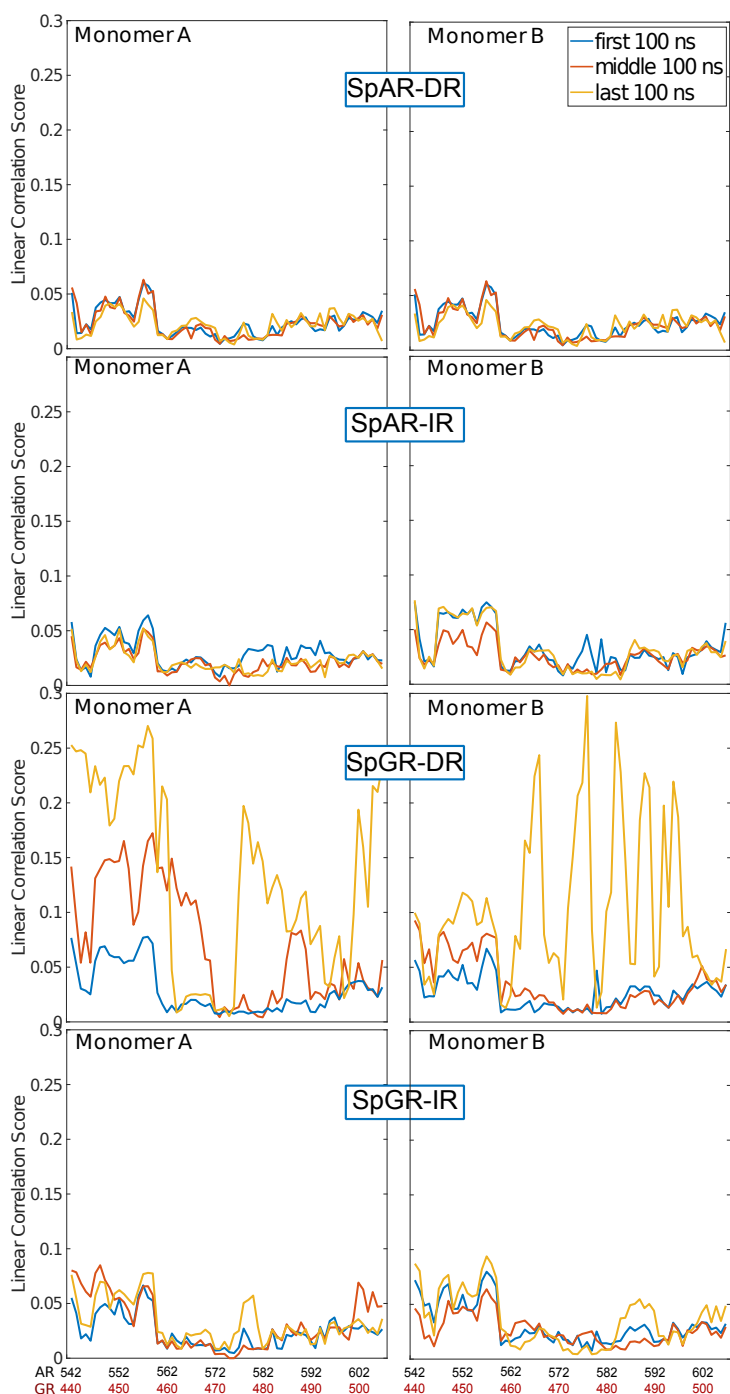 0.3
Monomer A
Monomer B
first 100 ns
middle 100 ns
last 100 ns
SpAR-DR
0.25
0.2
0.15
0.1
0.05
0
Linear Correlation Score
Monomer A
Monomer B
SpAR-IR
0.25
0.2
0.15
0.1
0.05
0
Linear Correlation Score
0.3
Monomer A
Monomer B
SpGR-DR
0.25
0.2
0.15
0.1
0.05
0
Linear Correlation Score
0.3
Monomer A
Monomer B
SpGR-IR
0.25
0.2
0.15
0.1
0.05
0
Linear Correlation Score
AR 542 552 562 572 582 592 602 542 552 562 572 582 592 602
GR 440 450 460 470 480 490 500 440 450 460 470 480 490 500